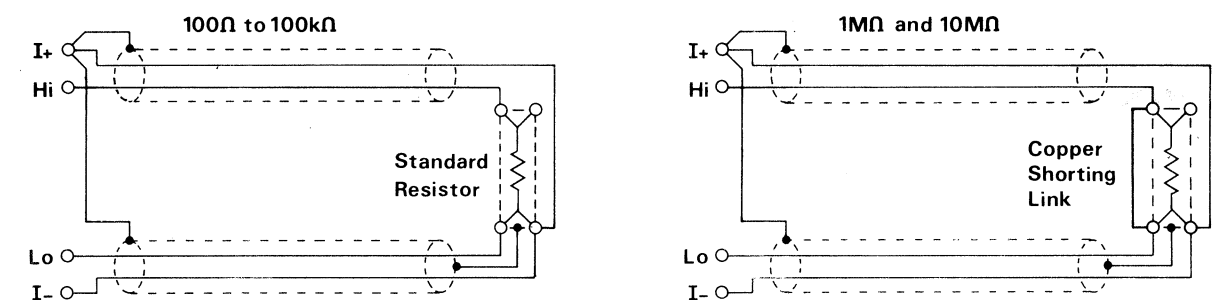 100Ω to 100kΩ
I+
Hi
Standard
Resistor
Lo
I-
1MΩ and 10MΩ
I+
Hi
Copper
Shorting
Link
Lo
I-